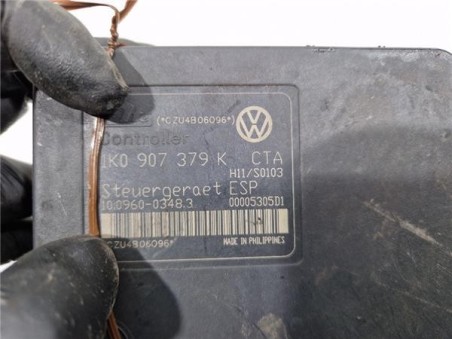 (*CZU4B06096*)
Controller
1K0 907 379 K CTA
H11/S0103
Steuergeraet ESP
10.0960-0348.3 00005305D1
CZU4B06096*
MADE IN PHILIPPINES